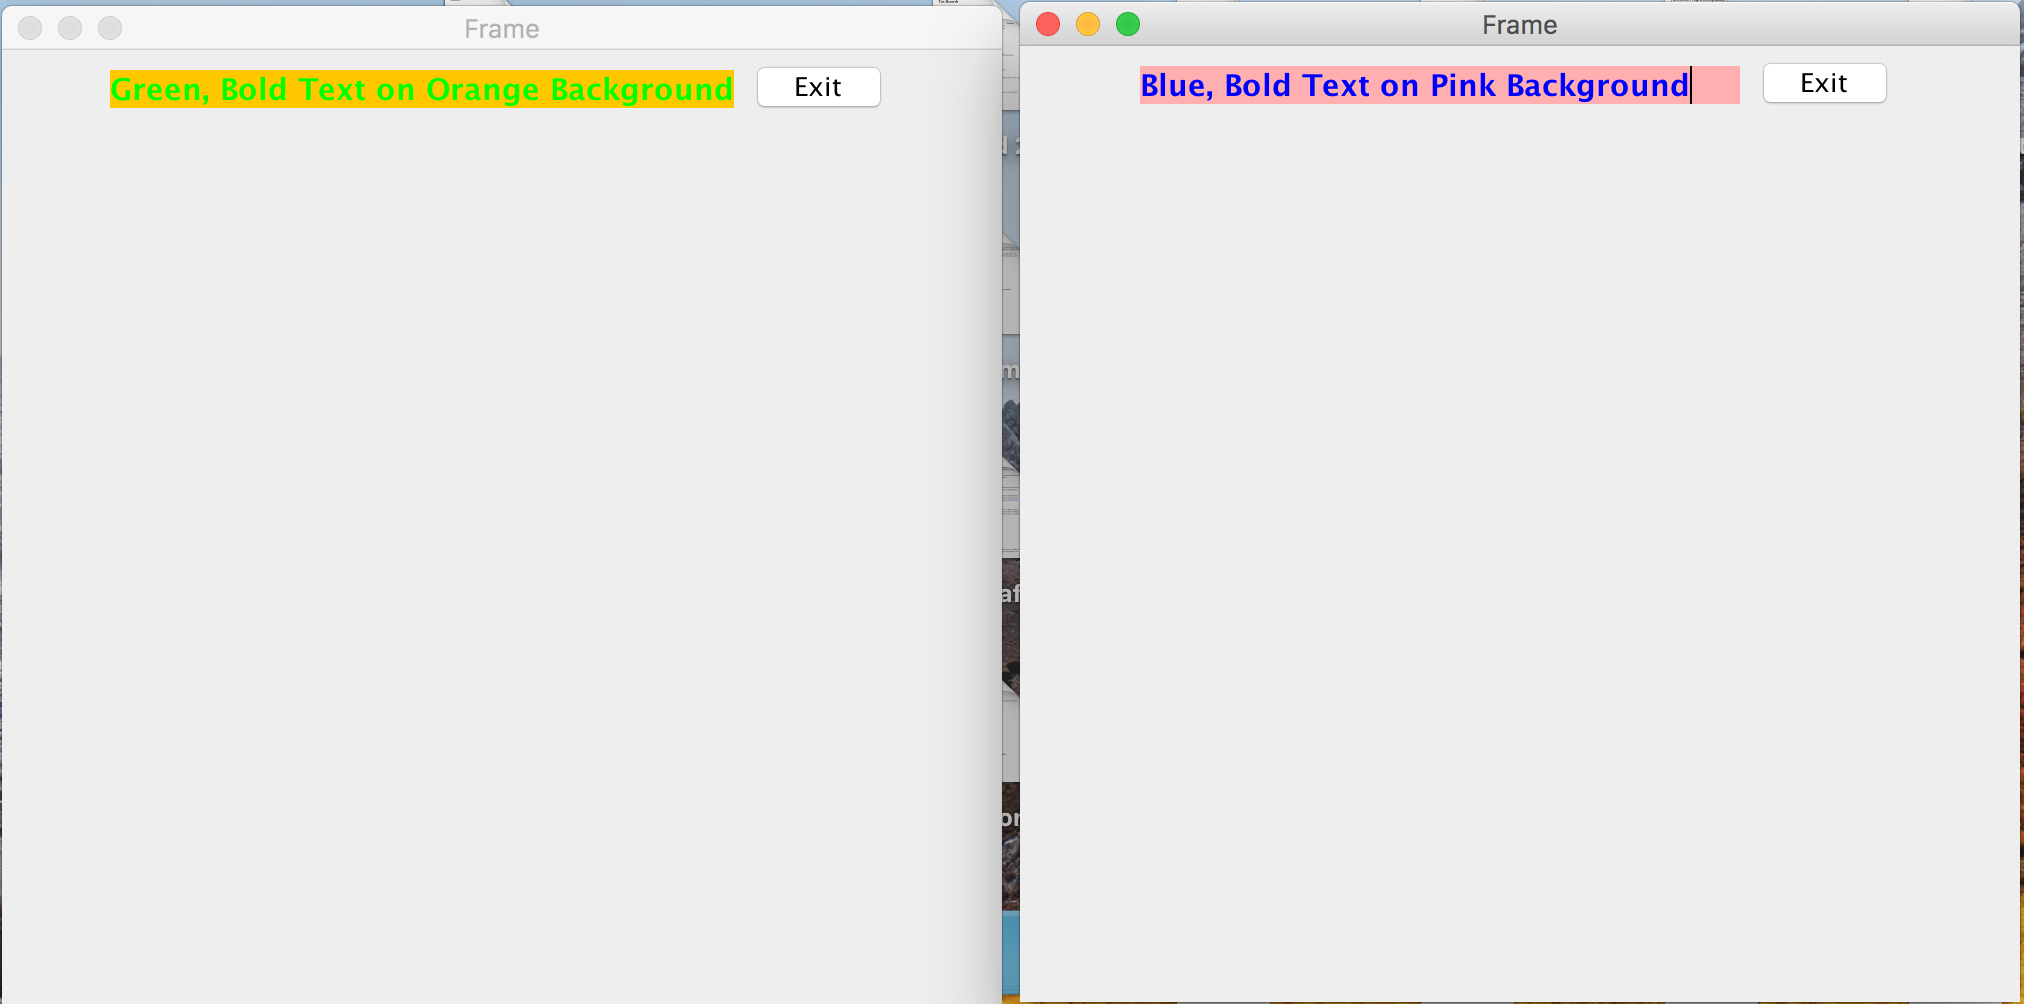 Frame
Green, Bold Text on Orange Background Exit
Frame
Blue, Bold Text on Pink Background Exit